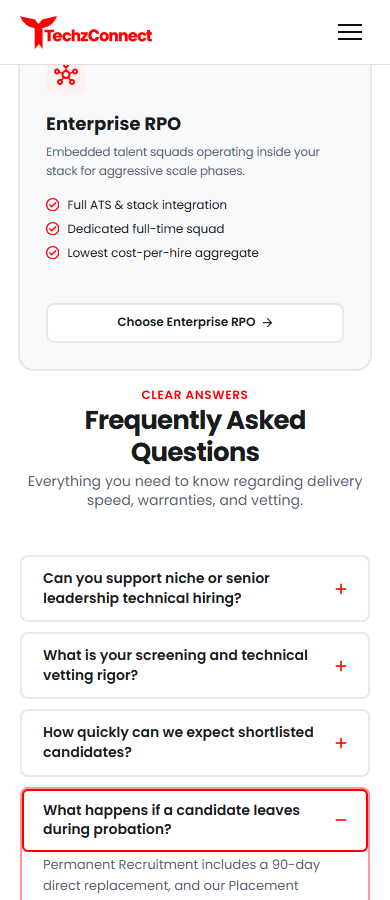 TechzConnect
Enterprise RPO
Embedded talent squads operating inside your
stack for aggressive scale phases.
Full ATS & stack integration
Dedicated full-time squad
Lowest cost-per-hire aggregate
Choose Enterprise RPO →
CLEAR ANSWERS
Frequently Asked
Questions
Everything you need to know regarding delivery
speed, warranties, and vetting.
Can you support niche or senior
leadership technical hiring?
What is your screening and technical
vetting rigor?
How quickly can we expect shortlisted
candidates?
What happens if a candidate leaves
during probation?
Permanent Recruitment includes a 90-day
direct replacement, and our Placement